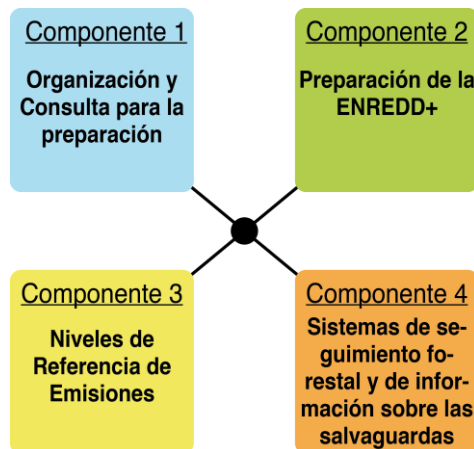 Componente 1
Organización y
Consulta para la
preparación
Componente 2
Preparación de la
ENREDD+
Componente 3
Niveles de
Referencia de
Emisiones
Componente 4
Sistemas de se-
guimiento fo-
restal y de infor-
mación sobre las
salvaguardas